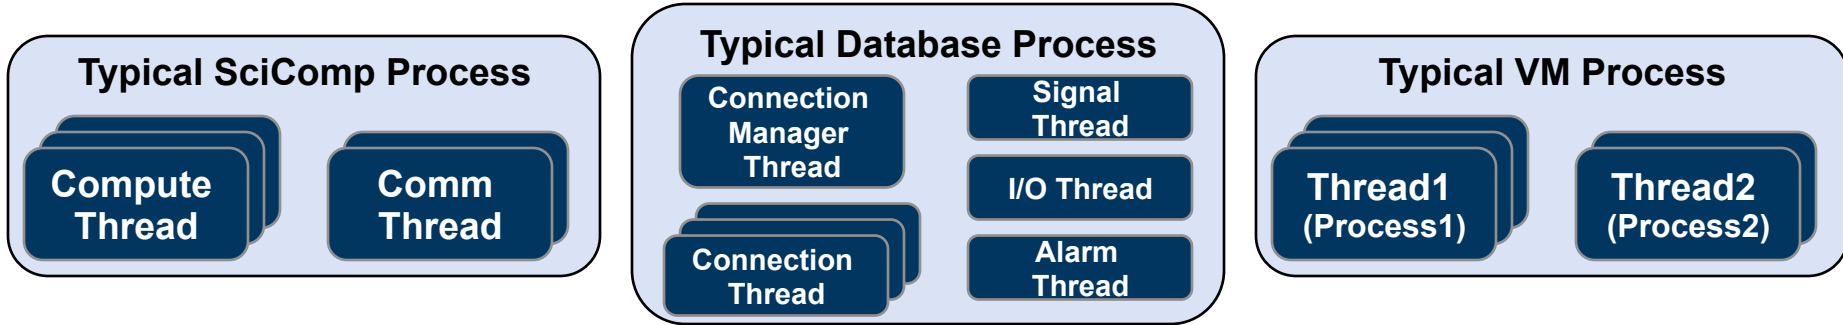 Typical SciComp Process
Compute
Thread
Comm
Thread
Typical Database Process
Connection
Manager
Thread
Connection
Thread
Signal
Thread
I/O Thread
Alarm
Thread
Typical VM Process
Thread1
(Process1)
Thread2
(Process2)